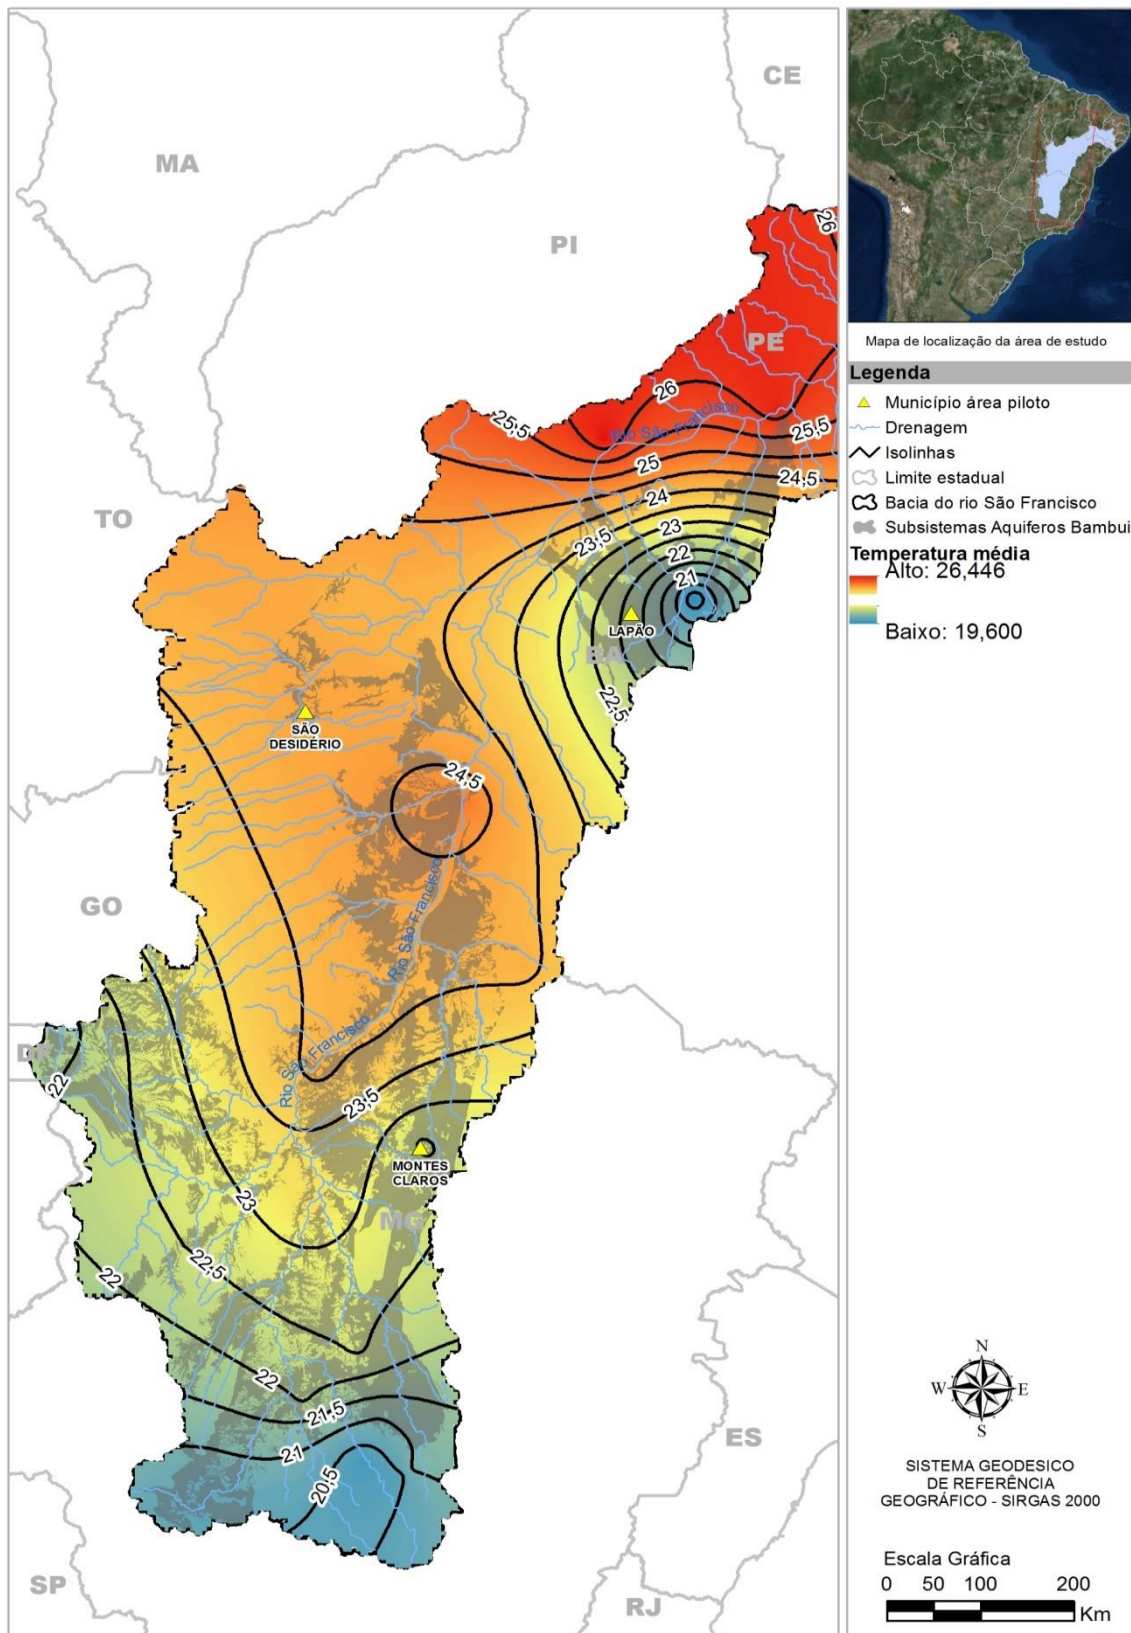 CE
MA
PI
26
PE
26
25,5
Rio São Francisco
25,5
25
24,5
24
TO
23,5
23
22
21
LAPÃO
BA
22,5
SÃO
DESIDÉRIO
24,5
GO
Rio São Francisco
Rio São Francisco
DF
22
Rio São Francisco
23,5
MONTES
CLAROS
23
MG
22,5
22
22
21,5
21
20,5
ES
SP
RJ
Mapa de localização da área de estudo
Legenda
Município área piloto
Drenagem
Isolinhas
Limite estadual
Bacia do rio São Francisco
Subsistemas Aquiferos Bambui
Temperatura média
Alto: 26,446
Baixo: 19,600
N
W E
S
SISTEMA GEODESICO
DE REFERÊNCIA
GEOGRÁFICO - SIRGAS 2000
Escala Gráfica
0 50 100 200
Km